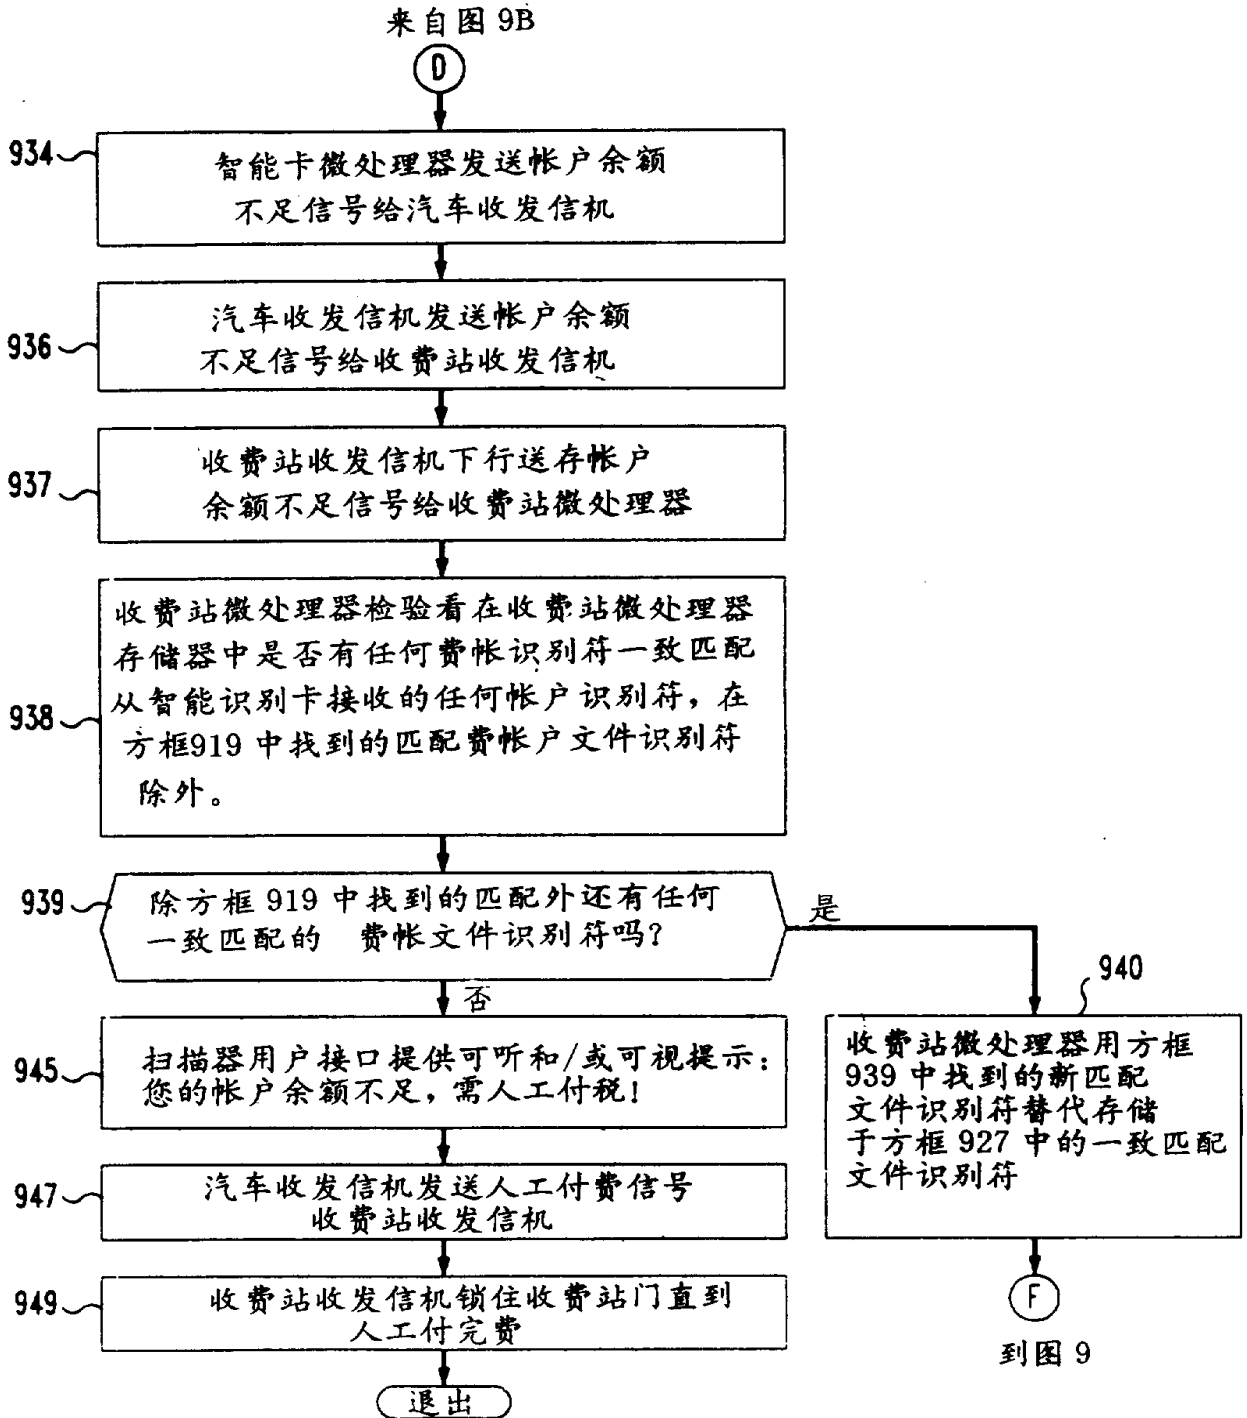 来自图 9B
D
934
智能卡微处理器发送帐户余额
不足信号给汽车收发信机
936
汽车收发信机发送帐户余额
不足信号给收费站收发信机
937
收费站收发信机下行送存帐户
余额不足信号给收费站微处理器
938
收费站微处理器检验看在收费站微处理器
存储器中是否有任何费帐识别符一致匹配
从智能识别卡接收的任何帐户识别符，在
方框919 中找到的匹配费帐户文件识别符
除外。
939
除方框 919 中找到的匹配外还有任何
一致匹配的 费帐文件识别符吗？
是
否
940
收费站微处理器用方框
939 中找到的新匹配
文件识别符替代存储
于方框 927 中的一致匹配
文件识别符
F
到图 9
945
扫描器用户接口提供可听和/或可视提示：
您的帐户余额不足，需人工付税！
947
汽车收发信机发送人工付费信号
收费站收发信机
949
收费站收发信机锁住收费站门直到
人工付完费
退出